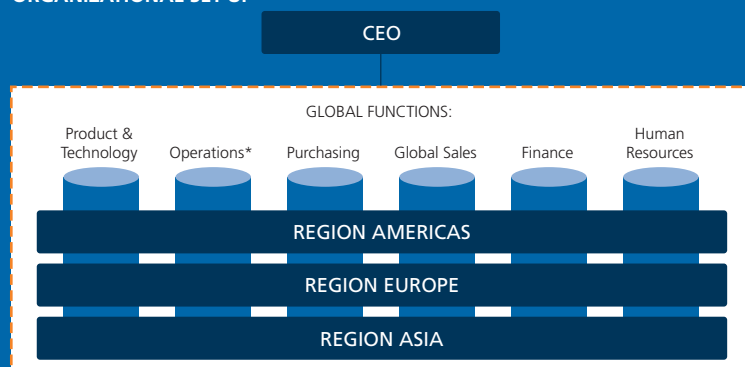 CEO
GLOBAL FUNCTIONS:
Product &
Technology
Operations*
Purchasing
Global Sales
Finance
Human
Resources
REGION AMERICAS
REGION EUROPE
REGION ASIA